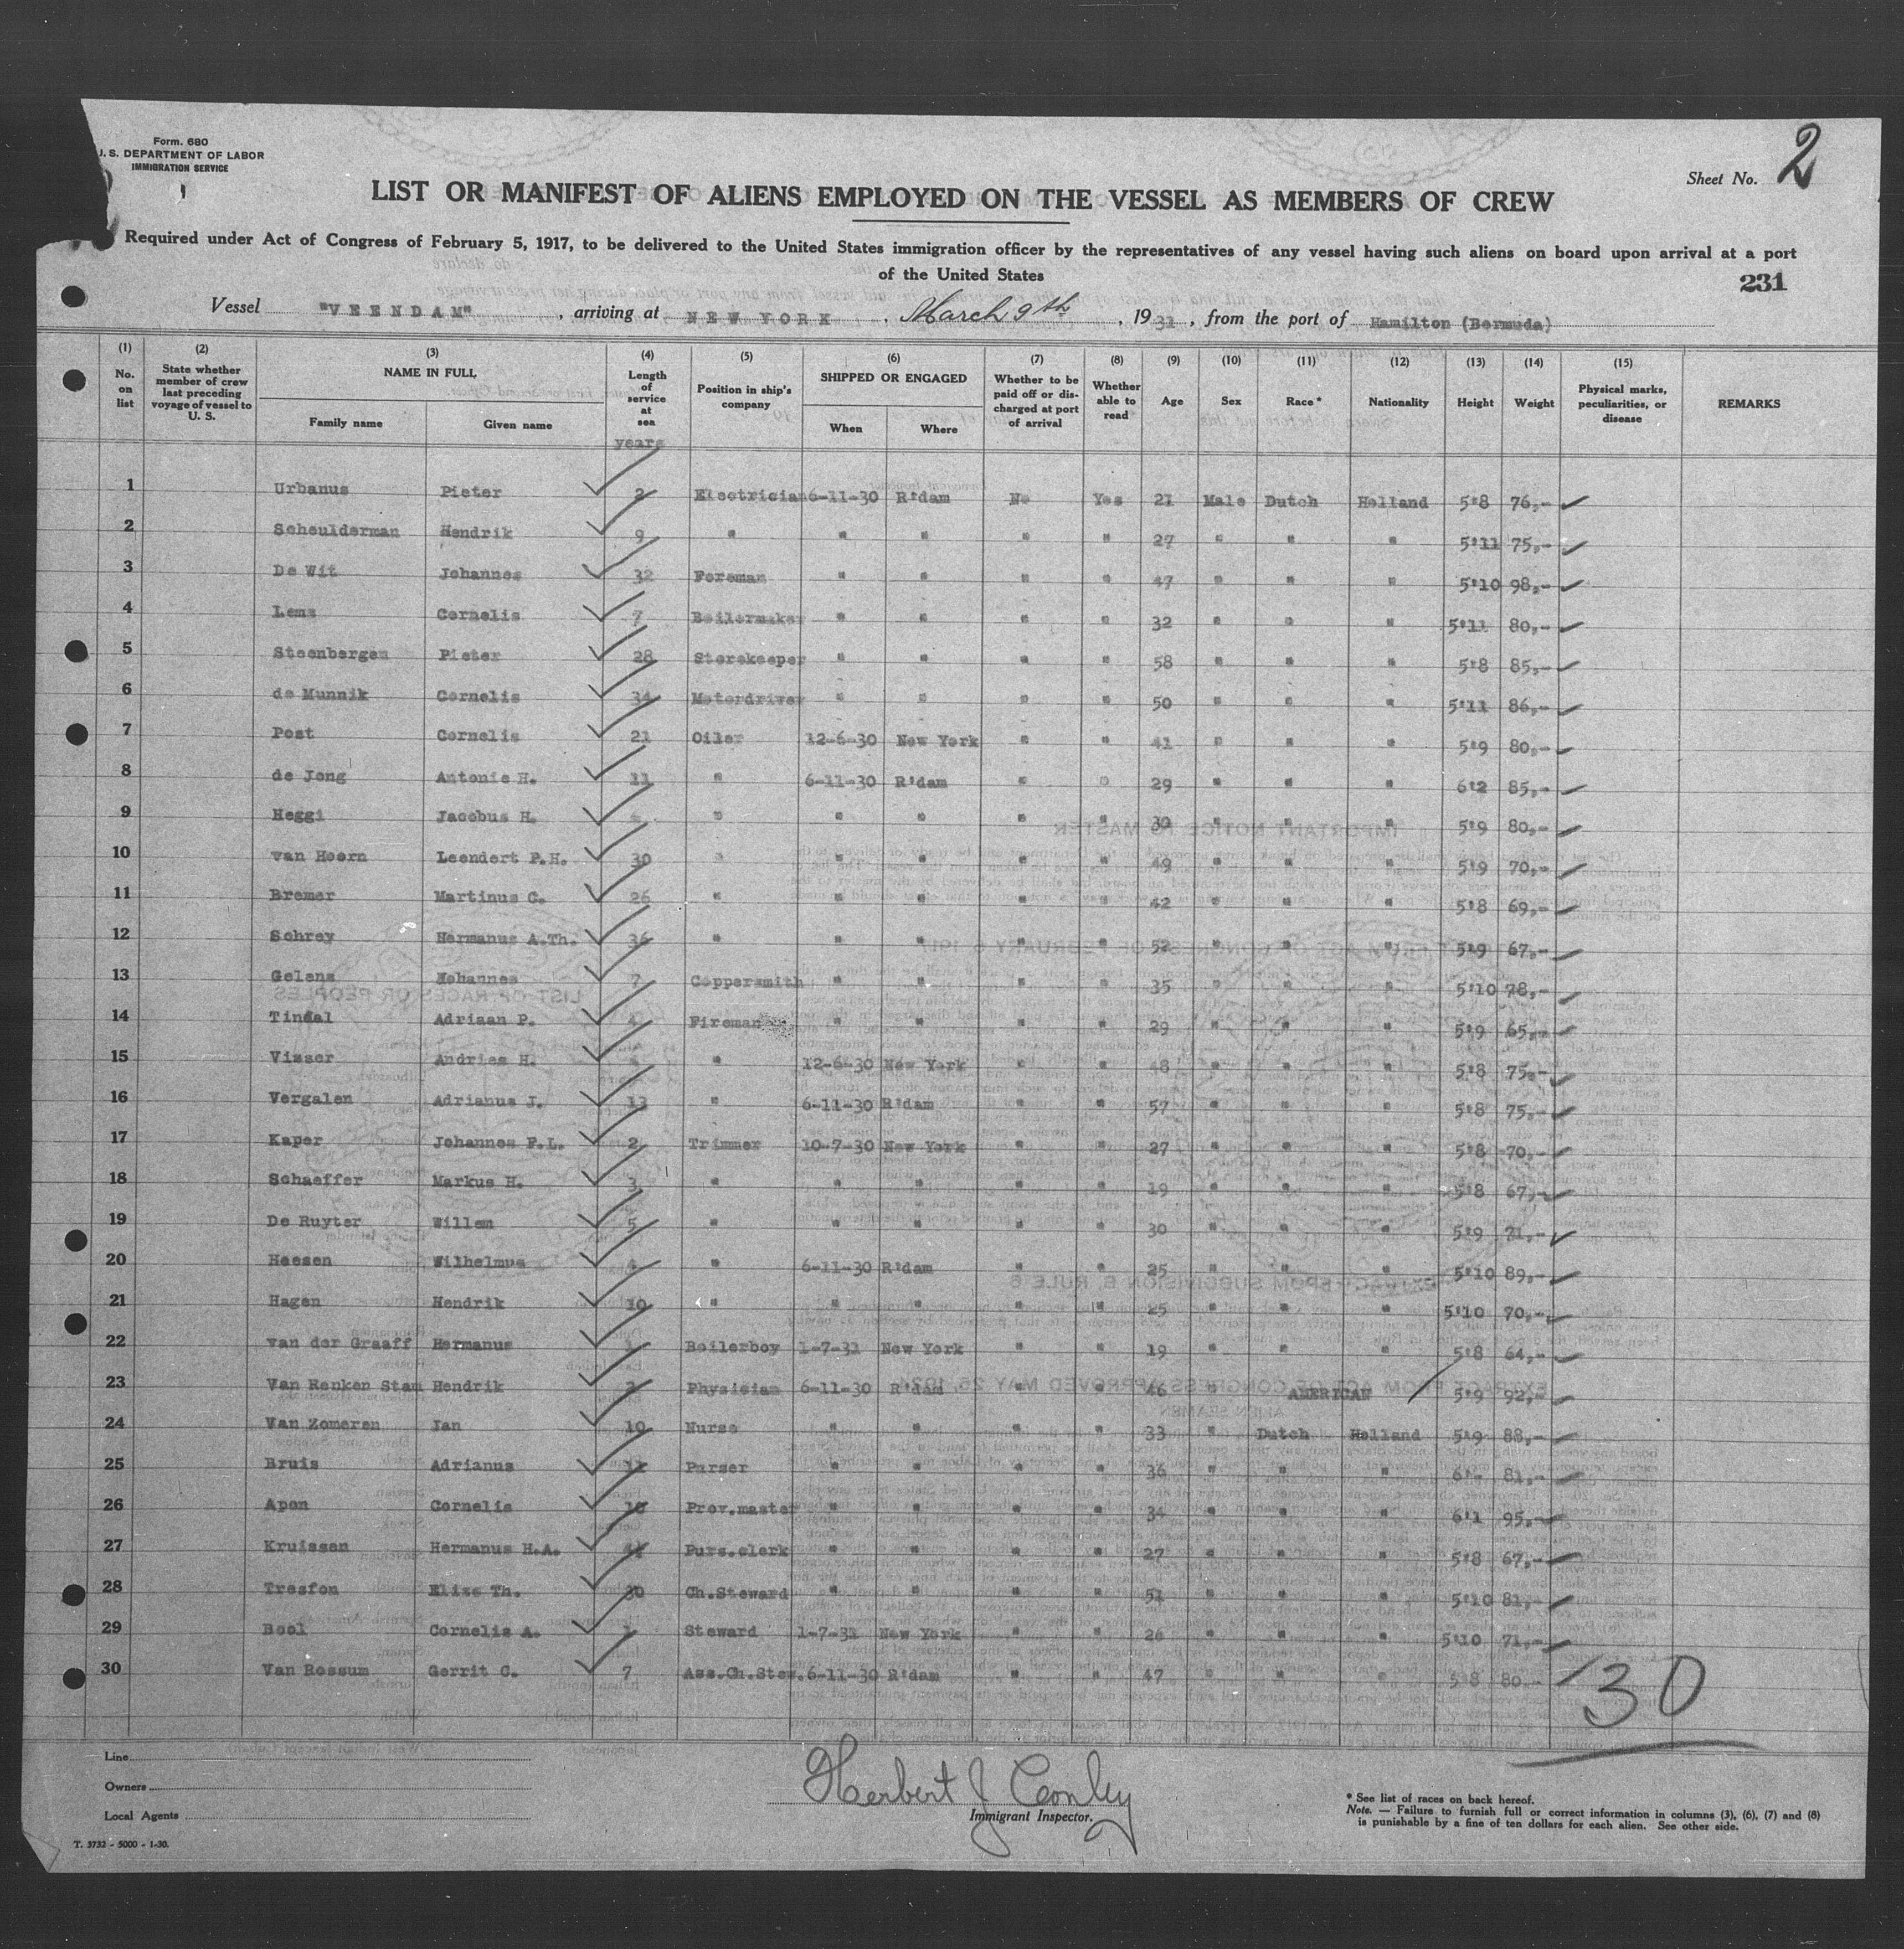 Form. 680
U. S. DEPARTMENT OF LABOR
IMMIGRATION SERVICE
Sheet No. 2
LIST OR MANIFEST OF ALIENS EMPLOYED ON THE VESSEL AS MEMBERS OF CREW
Required under Act of Congress of February 5, 1917, to be delivered to the United States immigration officer by the representatives of any vessel having such aliens on board upon arrival at a port
of the United States
231
Vessel "VEENDAM", arriving at NEW YORK, March 9th, 1931, from the port of Hamilton (Bermuda)
(1) No. on list (2) State whether member of crew last preceding voyage of vessel to U. S. (3) NAME IN FULL Family name Given name (4) Length of service at sea years (5) Position in ship's company (6) SHIPPED OR ENGAGED When Where (7) Whether to be paid off or discharged at port of arrival (8) Whether able to read (9) Age (10) Sex (11) Race* (12) Nationality (13) Height (14) Weight (15) Physical marks, peculiarities, or disease REMARKS
1 Urbanus Pieter 2 Electrician 6-11-30 R'dam No Yes 21 Male Dutch Holland 5'8 76,-
2 Scheulderman Hendrik 9 " " " " " 27 " " " 5'11 75,-
3 De Wit Johannes 32 Foreman " " " " 47 " " " 5'10 98,-
4 Lens Cornelis 7 Boilermaker " " " " 32 " " " 5'11 80,-
5 Steenbergen Pieter 28 Storekeeper " " " " 58 " " " 5'8 85,-
6 de Munnik Cornelis 34 Motordriver " " " " 50 " " " 5'11 86,-
7 Post Cornelis 21 Oiler 12-6-30 New York " " 41 " " " 5'9 80,-
8 de Jong Antonie H. 11 " 6-11-30 R'dam " " 29 " " " 6'2 85,-
9 Heggi Jacobus H. " " " " " 39 " " " 5'9 80,-
10 van Hoorn Leendert P.H. 30 " " " " " 49 " " " 5'9 70,-
11 Bremer Martinus C. 26 " " " " " 42 " " " 5'8 69,-
12 Schrey Hermanus A.Th. 36 " " " " " 52 " " " 5'9 67,-
13 Gelens Johannes 7 Coppersmith " " " " 35 " " " 5'10 78,-
14 Tindal Adriaan P. Fireman " " " " 29 " " " 5'9 65,-
15 Visser Andries H. " 12-6-30 New York " " 48 " " " 5'8 75,-
16 Vergalen Adrianus J. 13 " 6-11-30 R'dam " " 57 " " " 5'8 75,-
17 Kaper Johannes F.L. 2 Trimmer 10-7-30 New York " " 27 " " " 5'8 70,-
18 Schaeffer Markus H. 3 " " " " " 19 " " " 5'8 67,-
19 De Ruyter Willem 5 " " " " " 30 " " " 5'9 71,-
20 Heesen Wilhelmus " 6-11-30 R'dam " " 25 " " " 5'10 89,-
21 Hagen Hendrik 10 " " " " " 25 " " " 5'10 70,-
22 van der Graaff Hermanus Boilerboy 1-7-31 New York " " 19 " " " 5'8 64,-
23 Van Renken Stam Hendrik 2 Physician 6-11-30 R'dam " " 46 " AMERICAN 5'9 92,-
24 Van Zomeren Jan 10 Nurse " " " " 33 " Dutch Holland 5'9 88,-
25 Bruis Adrianus Purser " " " " 36 " " " 6'- 81,-
26 Apon Cornelis 10 Prov.master " " " " 34 " " " 6'1 95,-
27 Kruissen Hermanus H.A. Purs.clerk " " " " 27 " " " 5'8 67,-
28 Tresfon Elize Th. 30 Ch.Steward " " " " 51 " " " 5'10 81,-
29 Bool Cornelis A. Steward 1-7-31 New York " " 26 " " " 5'10 71,-
30 Van Rossum Gerrit C. 7 Ass.Ch.Stew. 6-11-30 R'dam " " 47 " " " 5'8 80,-
30
Line
Owners
Local Agents
T. 3732 - 5000 - 1-30.
Herbert J Conley
Immigrant Inspector.
* See list of races on back hereof.
Note. — Failure to furnish full or correct information in columns (3), (6), (7) and (8)
is punishable by a fine of ten dollars for each alien. See other side.